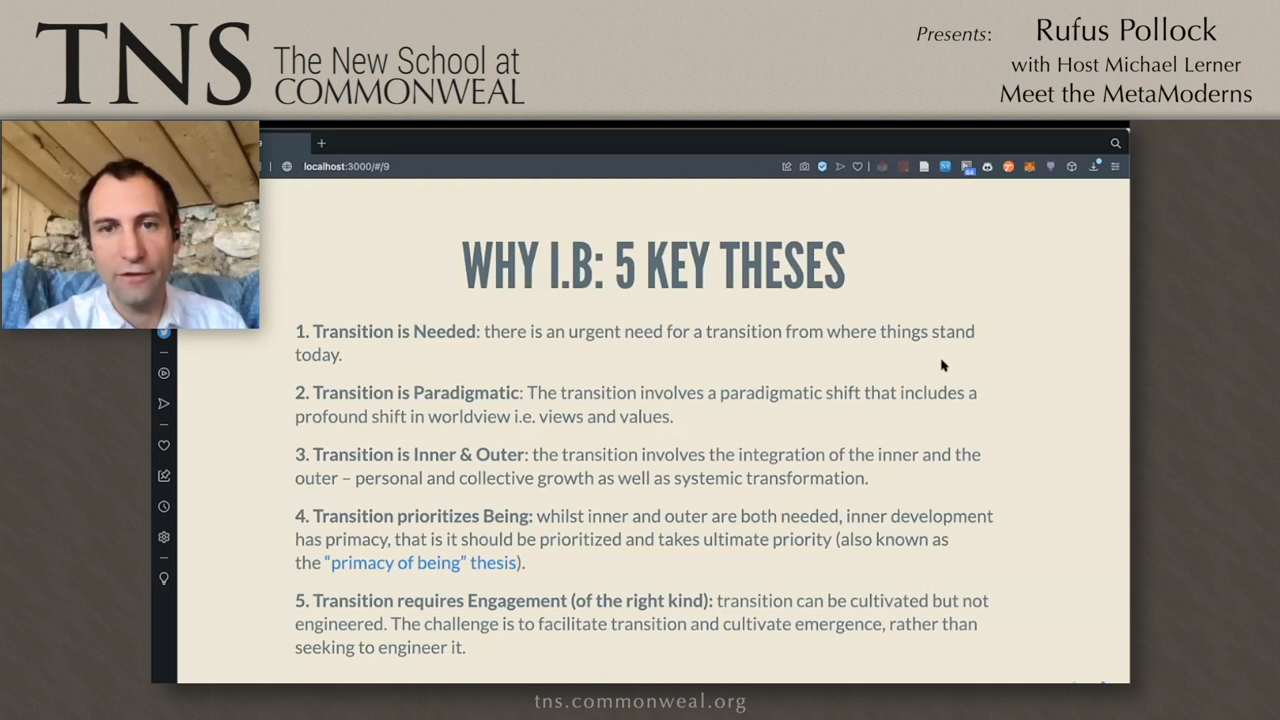 TNS
The New School at
COMMONWEAL
Presents: Rufus Pollock
with Host Michael Lerner
Meet the MetaModerns
localhost:3000/#/9
WHY I.B: 5 KEY THESES
1. Transition is Needed: there is an urgent need for a transition from where things stand
today.
2. Transition is Paradigmatic: The transition involves a paradigmatic shift that includes a
profound shift in worldview i.e. views and values.
3. Transition is Inner & Outer: the transition involves the integration of the inner and the
outer – personal and collective growth as well as systemic transformation.
4. Transition prioritizes Being: whilst inner and outer are both needed, inner development
has primacy, that is it should be prioritized and takes ultimate priority (also known as
the “primacy of being” thesis).
5. Transition requires Engagement (of the right kind): transition can be cultivated but not
engineered. The challenge is to facilitate transition and cultivate emergence, rather than
seeking to engineer it.
tns.commonweal.org